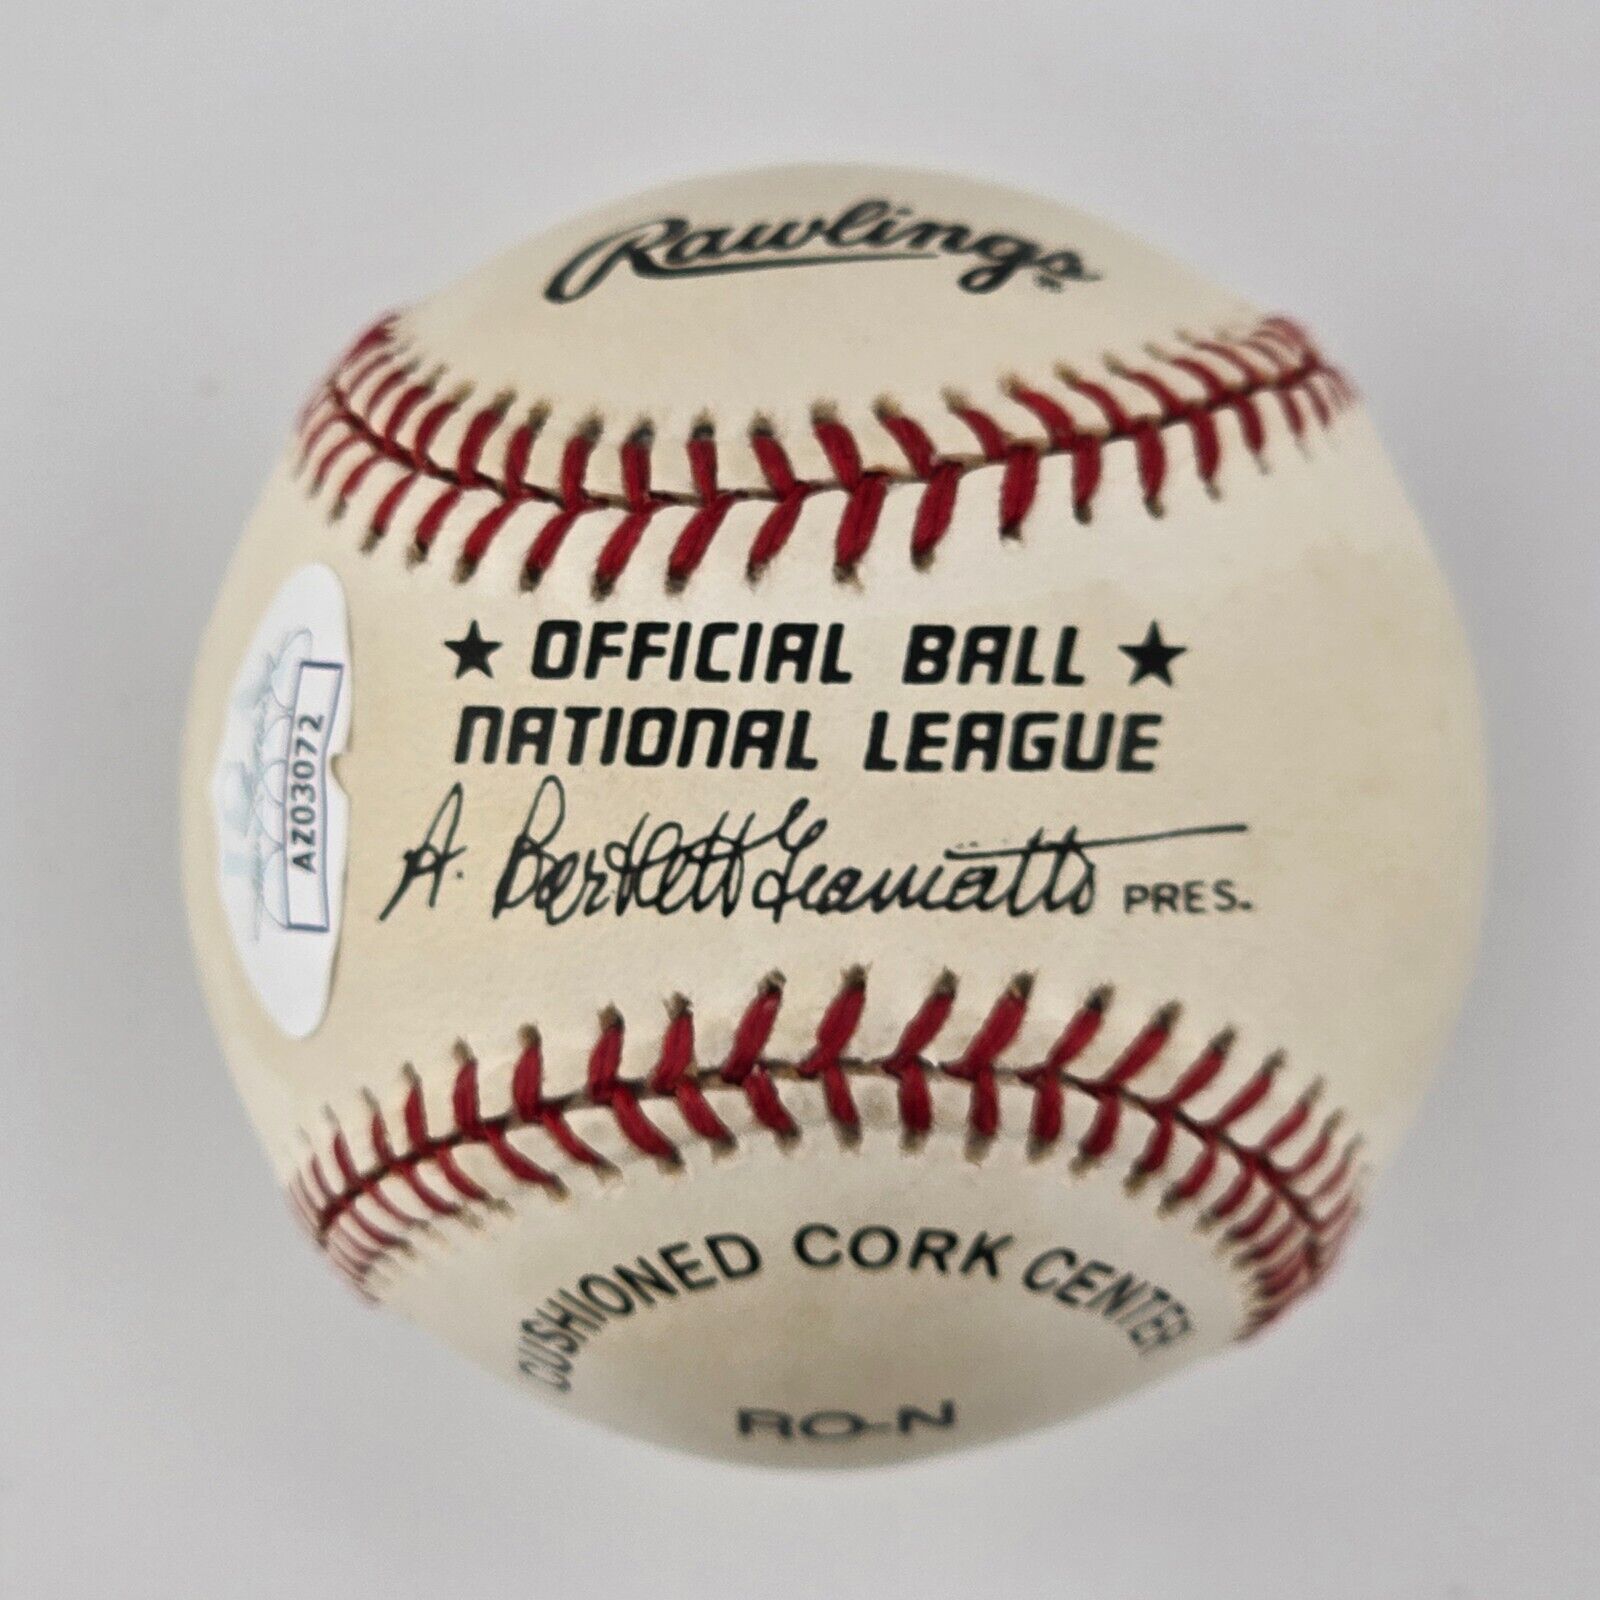 Rawlings®
★ OFFICIAL BALL ★
NATIONAL LEAGUE
A. Bartlett Giamatti PRES.
CUSHIONED CORK CENTER
RO-N
AZ03072